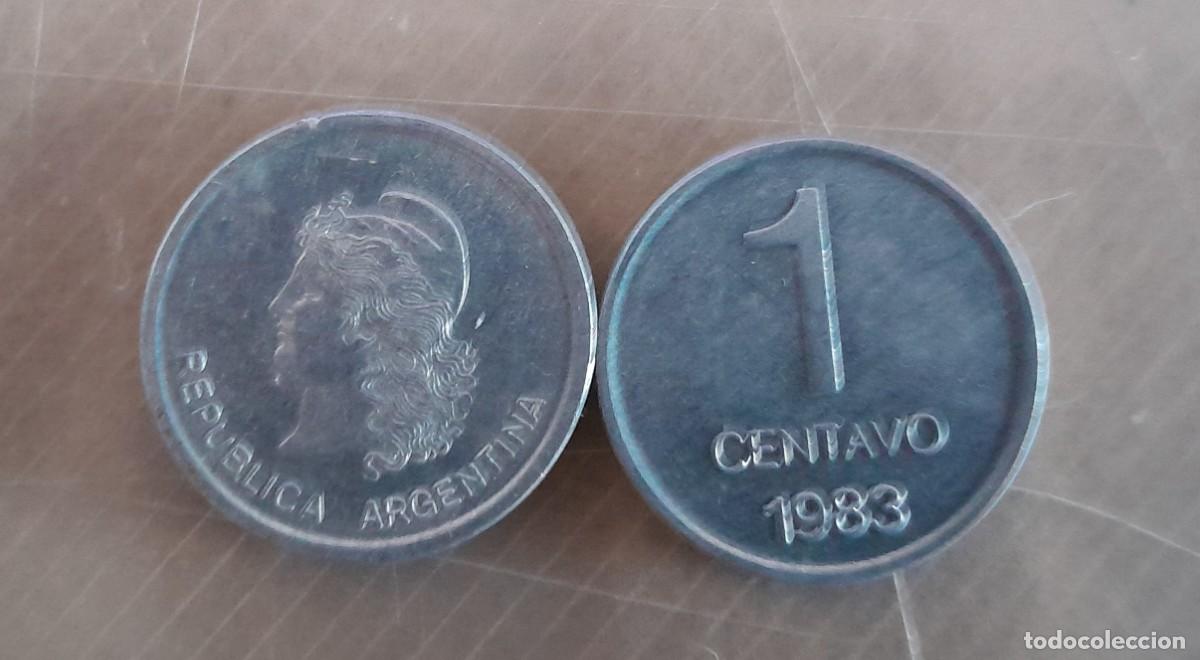 REPUBLICA ARGENTINA
1
CENTAVO
1983
todocoleccion